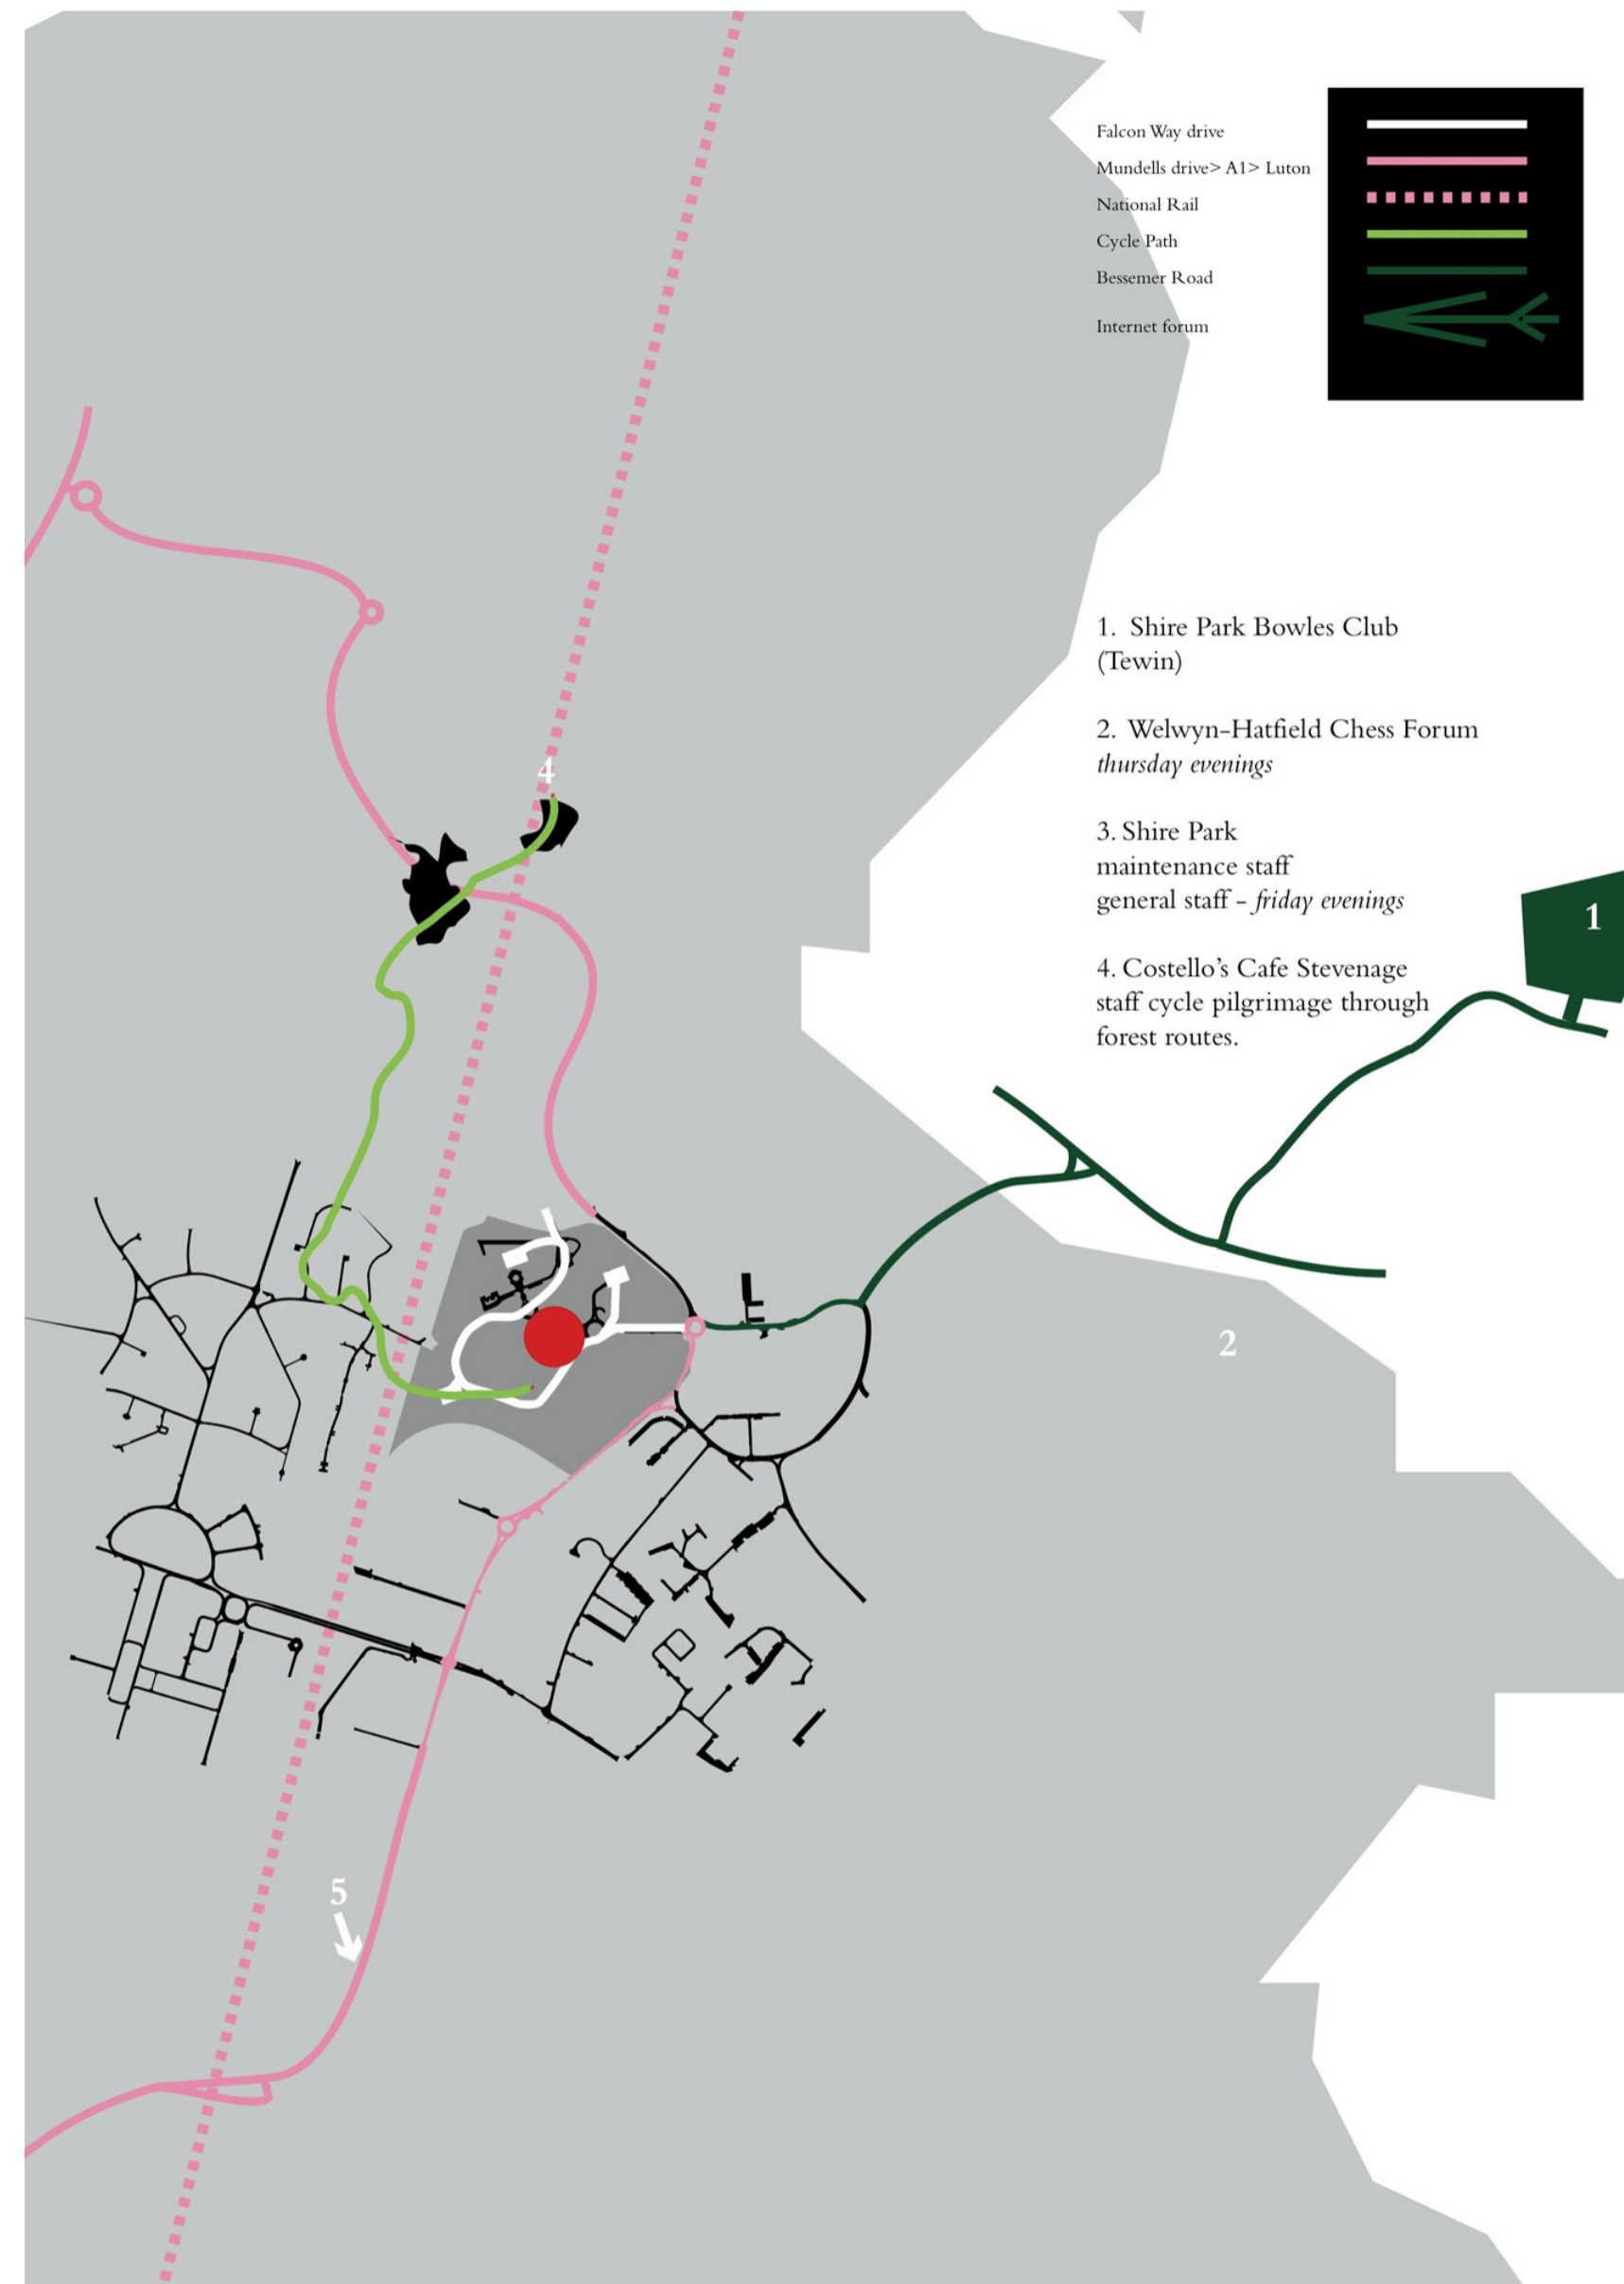 Falcon Way drive
Mundells drive> A1> Luton
National Rail
Cycle Path
Bessemer Road
Internet forum
1. Shire Park Bowles Club
(Tewin)
2. Welwyn-Hatfield Chess Forum
thursday evenings
3. Shire Park
maintenance staff
general staff - friday evenings
4. Costello's Cafe Stevenage
staff cycle pilgrimage through
forest routes.
4
1
2
5